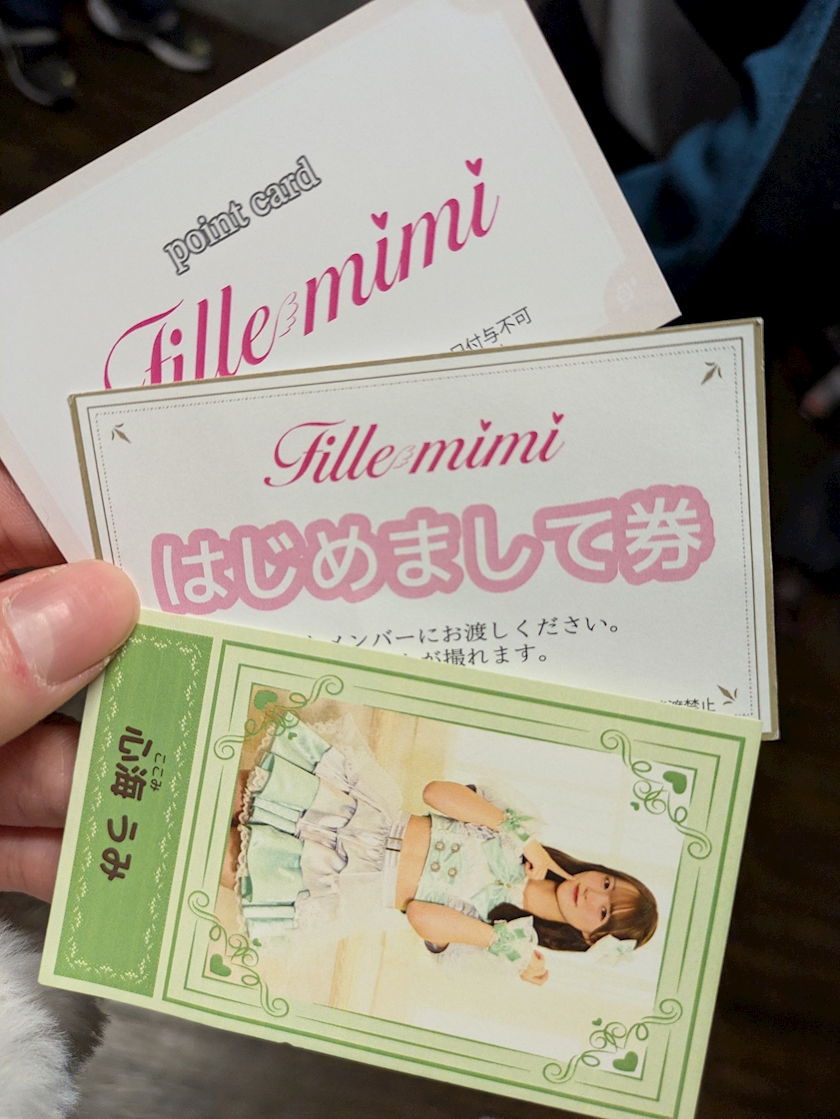 point card
Fille mimi
付与不可
Fille mimi
はじめまして券
メンバーにお渡しください。
が撮れます。
禁止
ここみ
心海 うみ